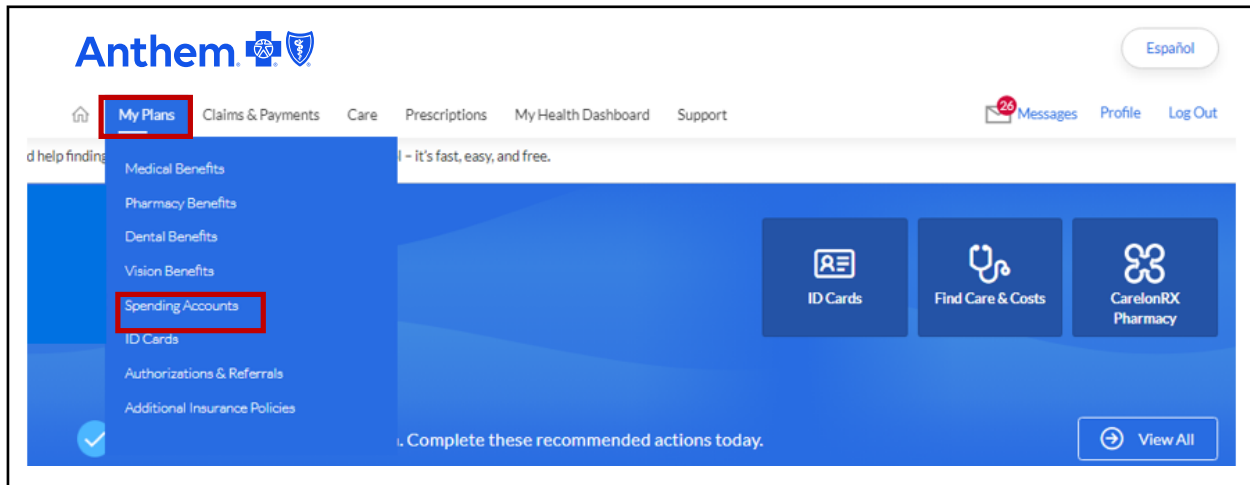 Anthem
Español
My Plans Claims & Payments Care Prescriptions My Health Dashboard Support 26 Messages Profile Log Out
d help finding l – it's fast, easy, and free.
Medical Benefits
Pharmacy Benefits
Dental Benefits
Vision Benefits
Spending Accounts
ID Cards
Authorizations & Referrals
Additional Insurance Policies
ID Cards
Find Care & Costs
CarelonRX
Pharmacy
. Complete these recommended actions today.
View All